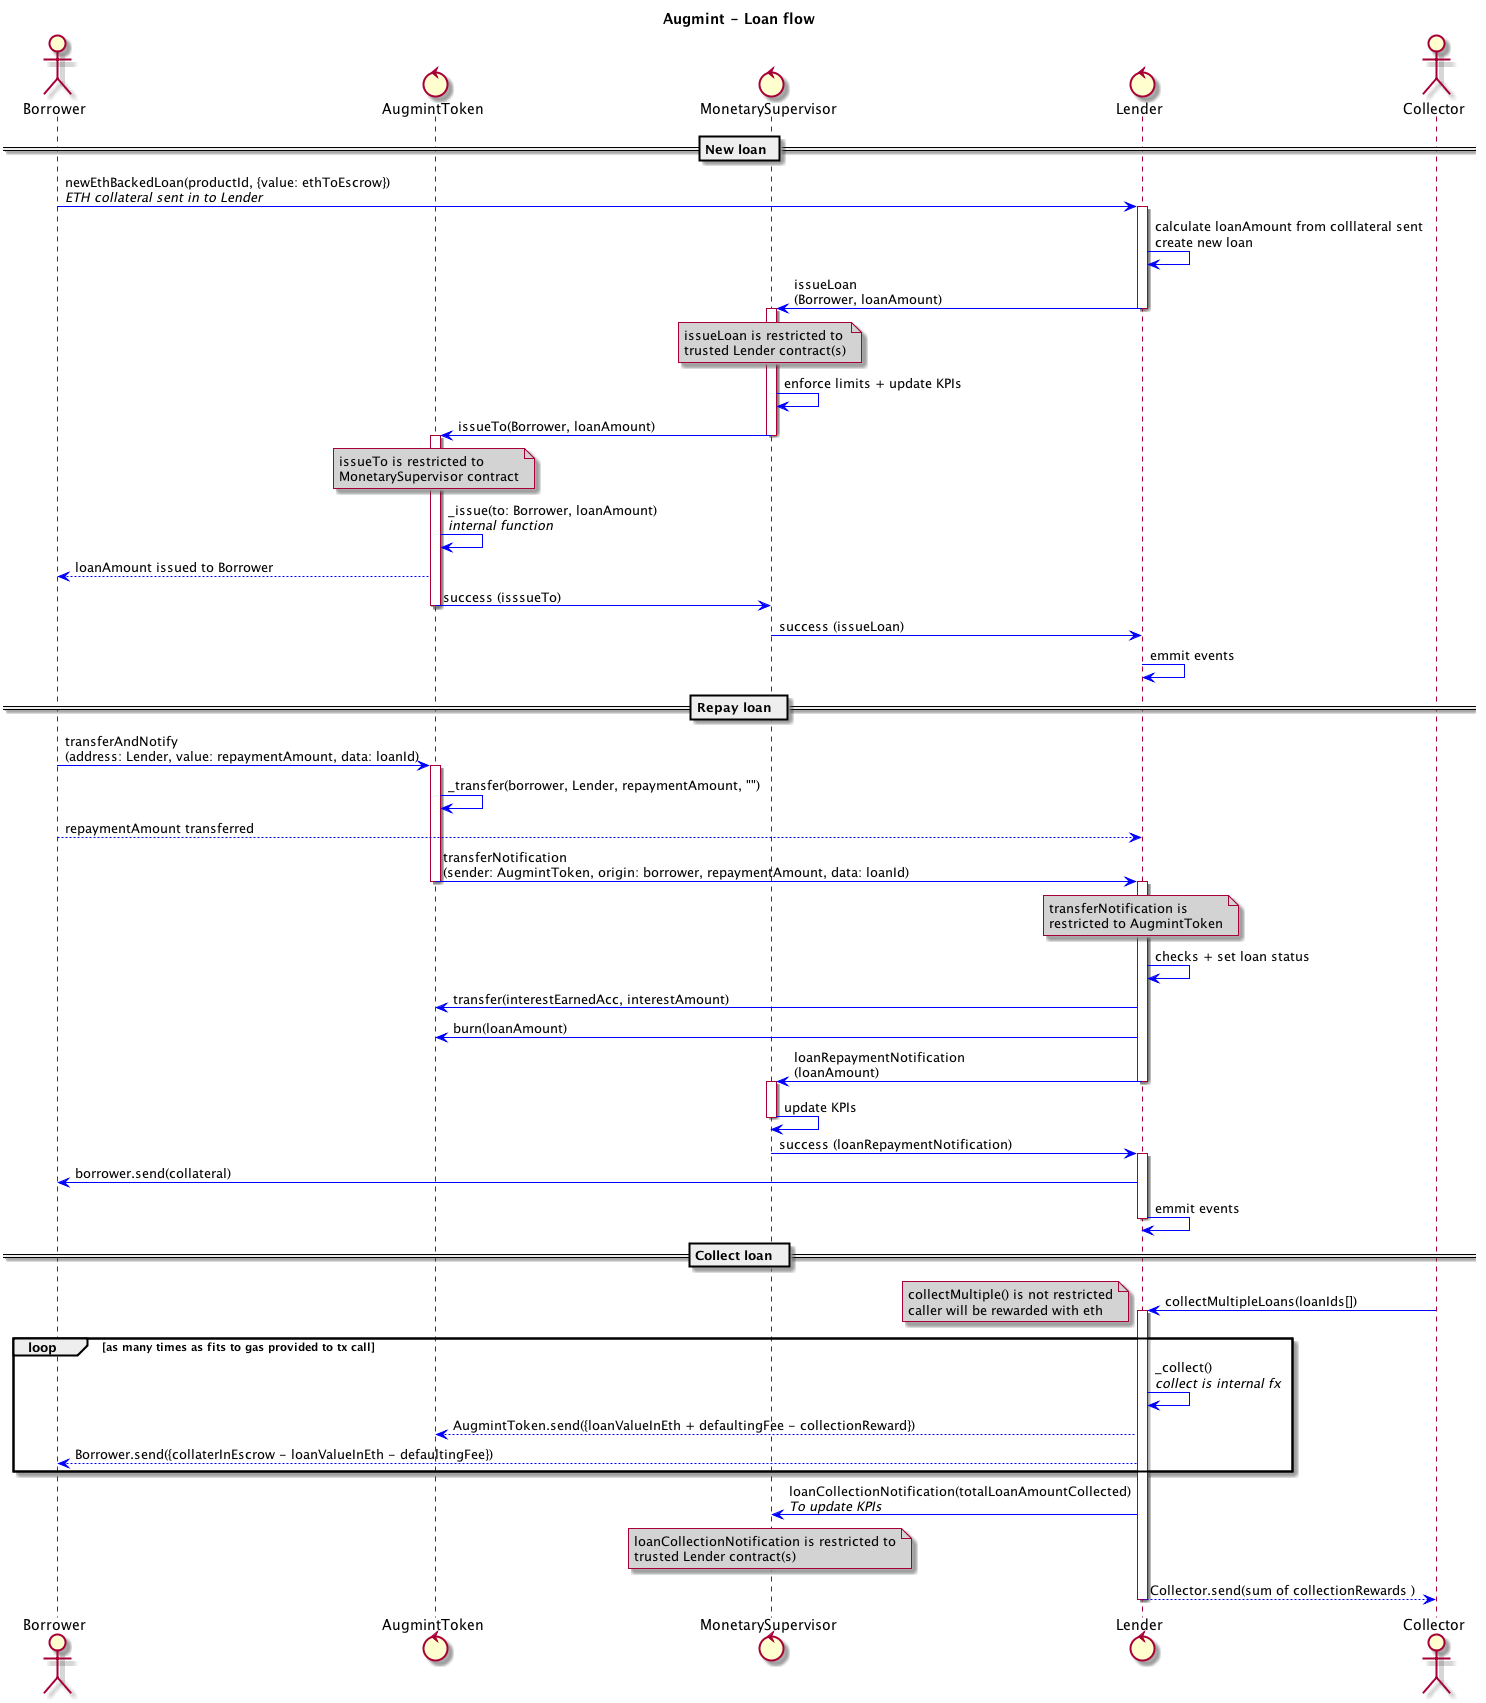 Augmint - Loan flow
Borrower
AugmintToken
MonetarySupervisor
Lender
Collector
New loan
newEthBackedLoan(productId, {value: ethToEscrow})
ETH collateral sent in to Lender
calculate loanAmount from colllateral sent
create new loan
issueLoan
(Borrower, loanAmount)
issueLoan is restricted to
trusted Lender contract(s)
enforce limits + update KPIs
issueTo(Borrower, loanAmount)
issueTo is restricted to
MonetarySupervisor contract
_issue(to: Borrower, loanAmount)
internal function
loanAmount issued to Borrower
success (isssueTo)
success (issueLoan)
emmit events
Repay loan
transferAndNotify
(address: Lender, value: repaymentAmount, data: loanId)
_transfer(borrower, Lender, repaymentAmount, "")
repaymentAmount transferred
transferNotification
(sender: AugmintToken, origin: borrower, repaymentAmount, data: loanId)
transferNotification is
restricted to AugmintToken
checks + set loan status
transfer(interestEarnedAcc, interestAmount)
burn(loanAmount)
loanRepaymentNotification
(loanAmount)
update KPIs
success (loanRepaymentNotification)
borrower.send(collateral)
emmit events
Collect loan
collectMultiple() is not restricted
caller will be rewarded with eth
collectMultipleLoans(loanIds[])
loop
[as many times as fits to gas provided to tx call]
_collect()
collect is internal fx
AugmintToken.send({loanValueInEth + defaultingFee - collectionReward})
Borrower.send({collaterInEscrow - loanValueInEth - defaultingFee})
loanCollectionNotification(totalLoanAmountCollected)
To update KPIs
loanCollectionNotification is restricted to
trusted Lender contract(s)
Collector.send(sum of collectionRewards )
Borrower
AugmintToken
MonetarySupervisor
Lender
Collector